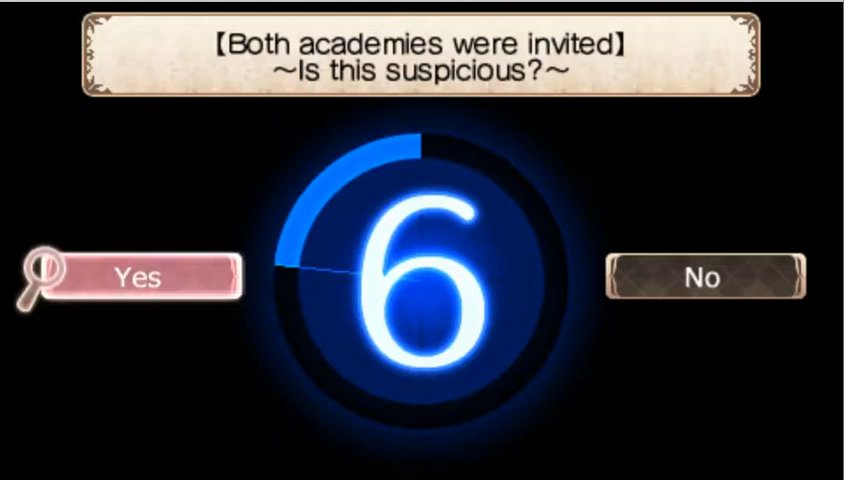 【Both academies were invited】
～Is this suspicious?～
6
Yes
No